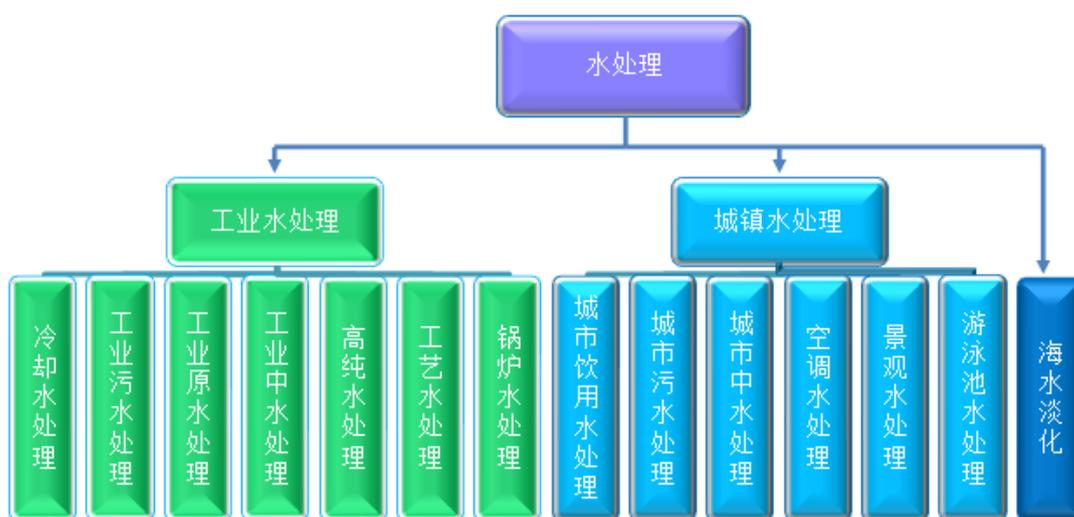 水处理
工业水处理
城镇水处理
冷却水处理
工业污水处理
工业原水处理
工业中水处理
高纯水处理
工艺水处理
锅炉水处理
城市饮用水处理
城市污水处理
城市中水处理
空调水处理
景观水处理
游泳池水处理
海水淡化